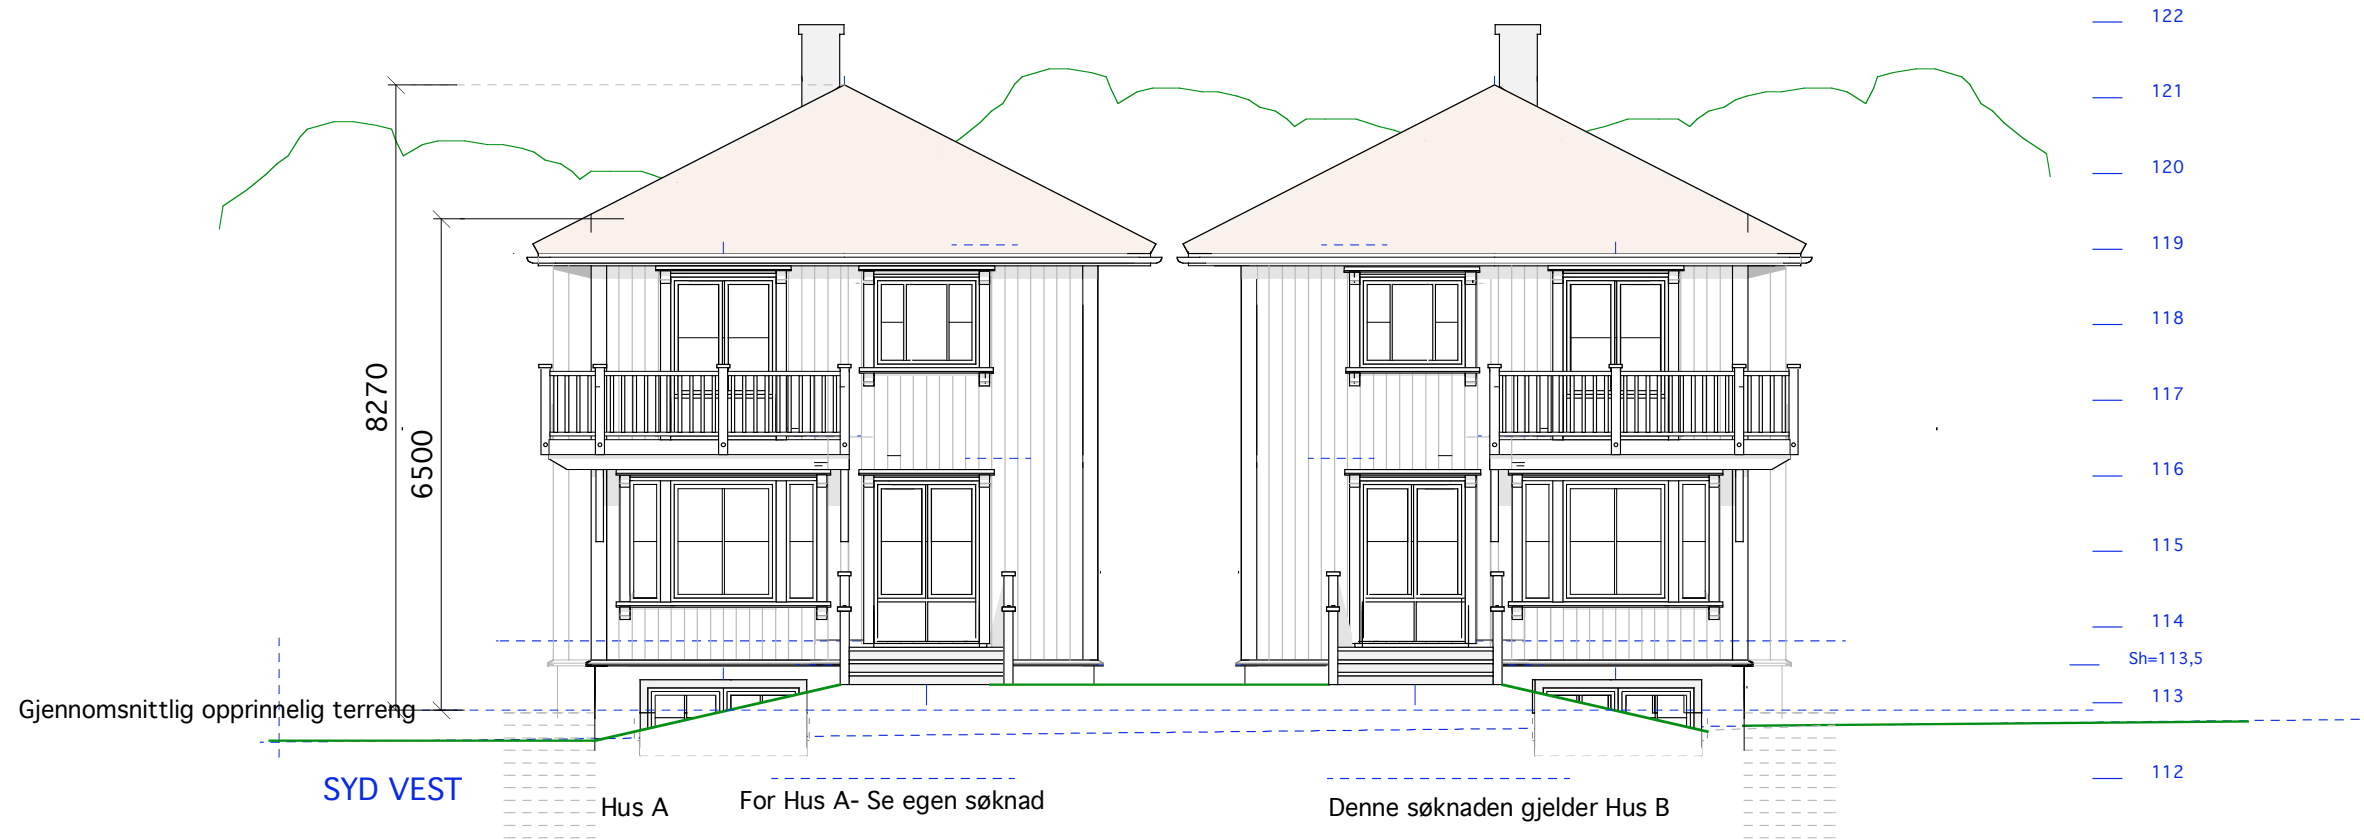 122
121
120
119
118
117
116
115
114
Sh=113,5
113
112
8270
6500
Gjennomsnittlig opprinnelig terreng
SYD VEST
Hus A
For Hus A- Se egen søknad
Denne søknaden gjelder Hus B